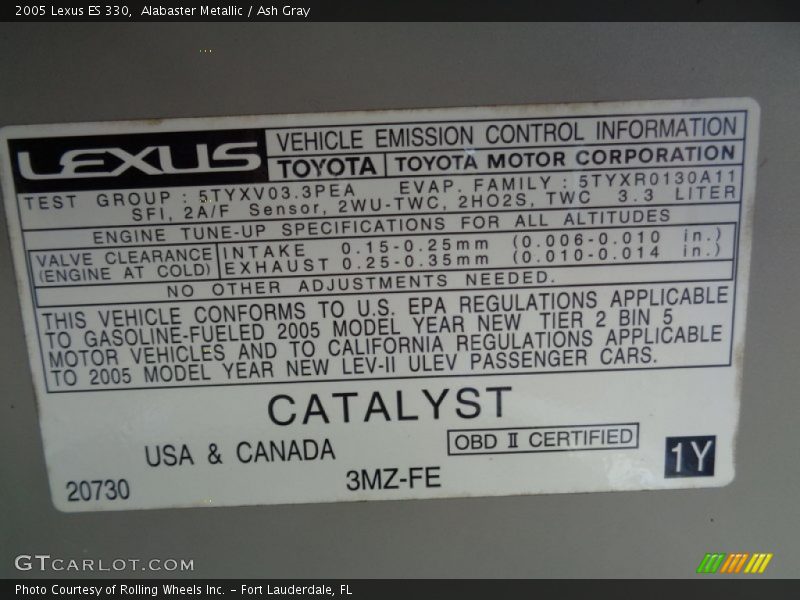 2005 Lexus ES 330,  Alabaster Metallic / Ash Gray
LEXUS
VEHICLE EMISSION CONTROL INFORMATION
TOYOTA TOYOTA MOTOR CORPORATION
TEST GROUP : 5TYXV03.3PEA EVAP. FAMILY : 5TYXR0130A11
SFI, 2A/F Sensor, 2WU-TWC, 2HO2S, TWC 3.3 LITER
ENGINE TUNE-UP SPECIFICATIONS FOR ALL ALTITUDES
VALVE CLEARANCE INTAKE 0.15-0.25mm (0.006-0.010 in.)
(ENGINE AT COLD) EXHAUST 0.25-0.35mm (0.010-0.014 in.)
NO OTHER ADJUSTMENTS NEEDED.
THIS VEHICLE CONFORMS TO U.S. EPA REGULATIONS APPLICABLE
TO GASOLINE-FUELED 2005 MODEL YEAR NEW TIER 2 BIN 5
MOTOR VEHICLES AND TO CALIFORNIA REGULATIONS APPLICABLE
TO 2005 MODEL YEAR NEW LEV-II ULEV PASSENGER CARS.
CATALYST
USA & CANADA
OBD II CERTIFIED
1Y
20730
3MZ-FE
GTCARLOT.COM
Photo Courtesy of Rolling Wheels Inc. – Fort Lauderdale, FL